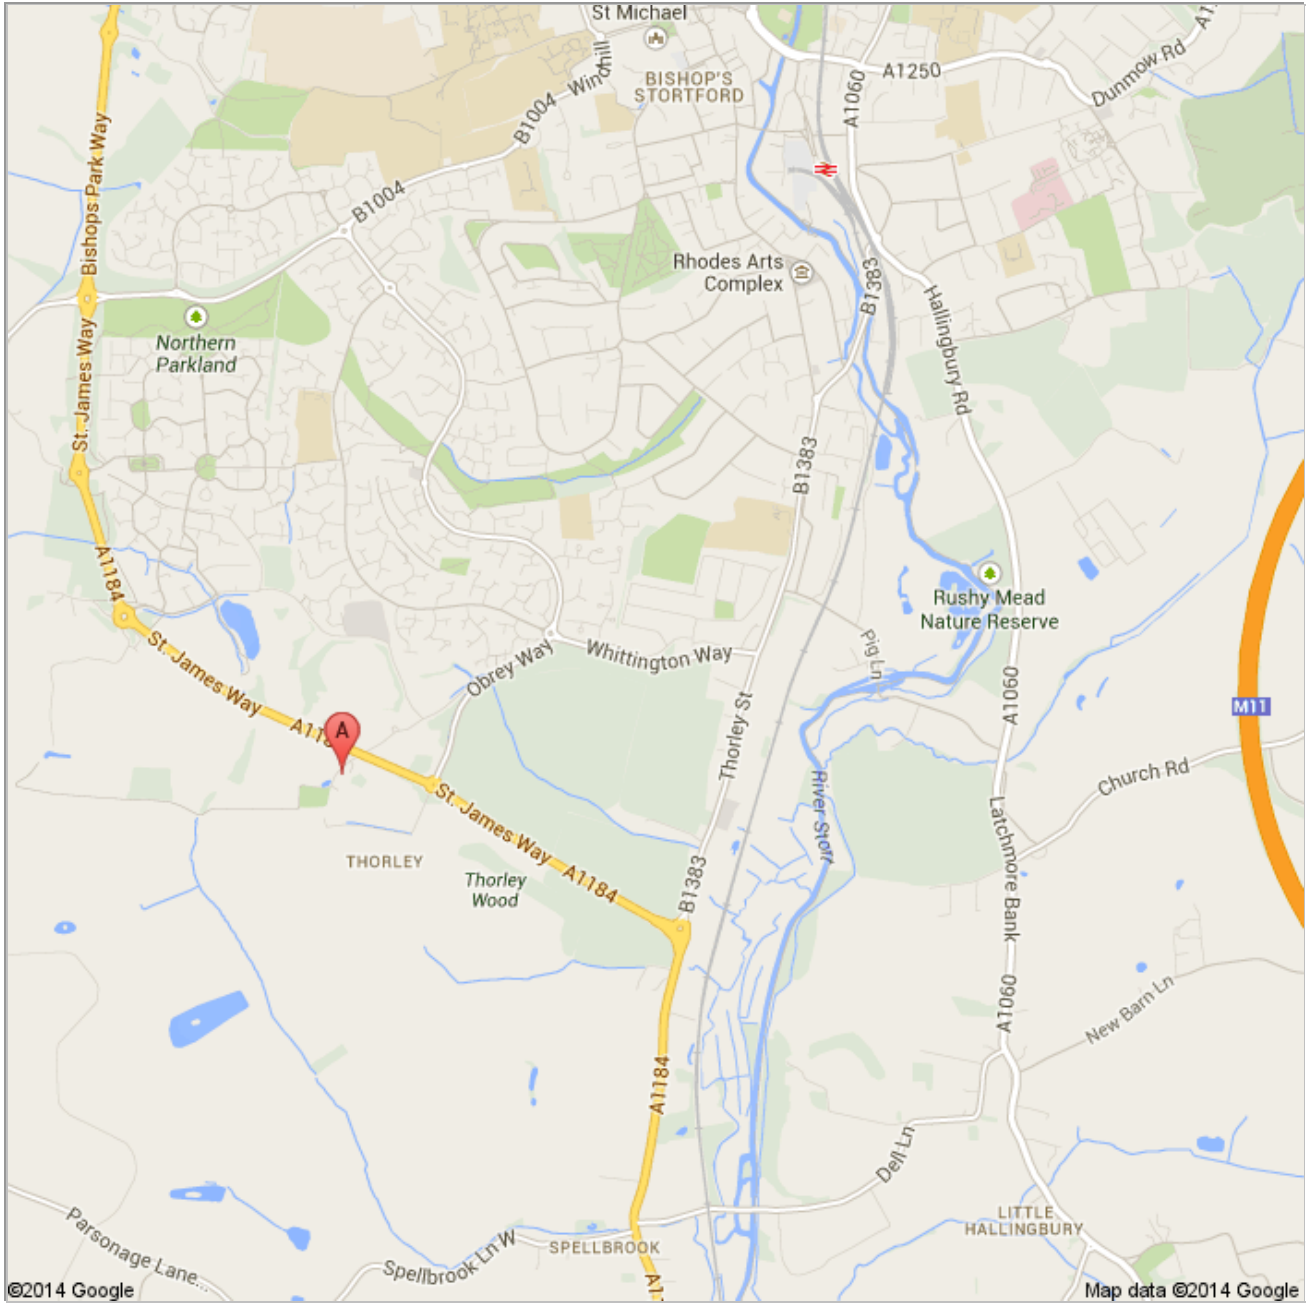 St Michael
BISHOP'S
STORTFORD
Windhill
B1004
B1004
A1250
A1060
Dunmow Rd
A1
Bishops Park Way
Rhodes Arts
Complex
B1383
Hallingbury Rd
Northern
Parkland
St. James Way
B1383
A1184
Rushy Mead
Nature Reserve
St. James Way
Obrey Way
Whittington Way
Pig Ln
A1060
M11
A118
A
Thorley St
Church Rd
St. James Way
River Stort
Latchmore Bank
THORLEY
Thorley
Wood
A1184
B1383
A1060
New Barn Ln
A1184
Dell Ln
LITTLE
HALLINGBURY
Parsonage Lane...
Spellbrook Ln W
SPELLBROOK
A1
©2014 Google
Map data ©2014 Google